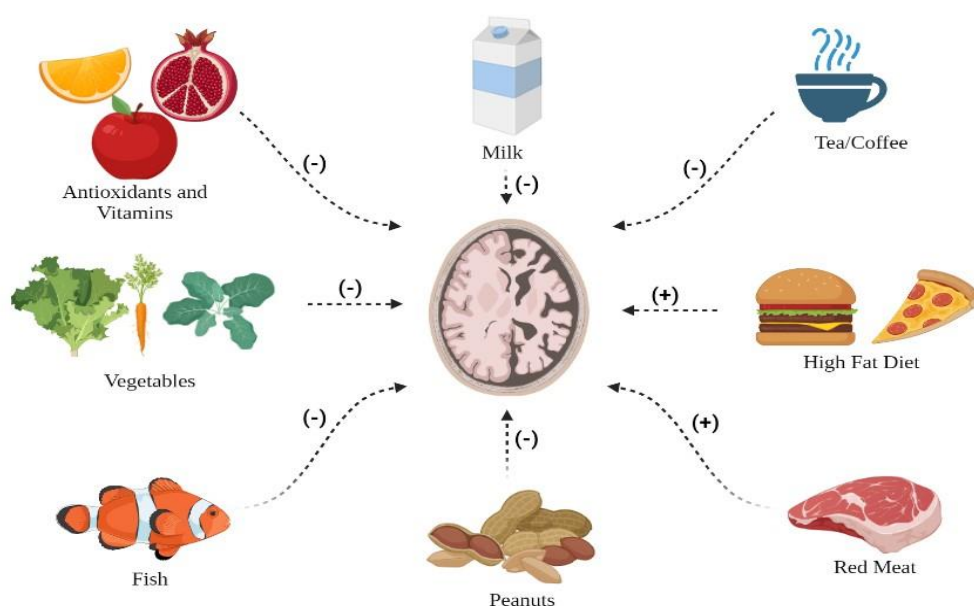 Milk
Tea/Coffee
Antioxidants and
Vitamins
(-)
(-)
(-)
Vegetables
(-)
(+)
High Fat Diet
Fish
(-)
(-)
Peanuts
(+)
Red Meat